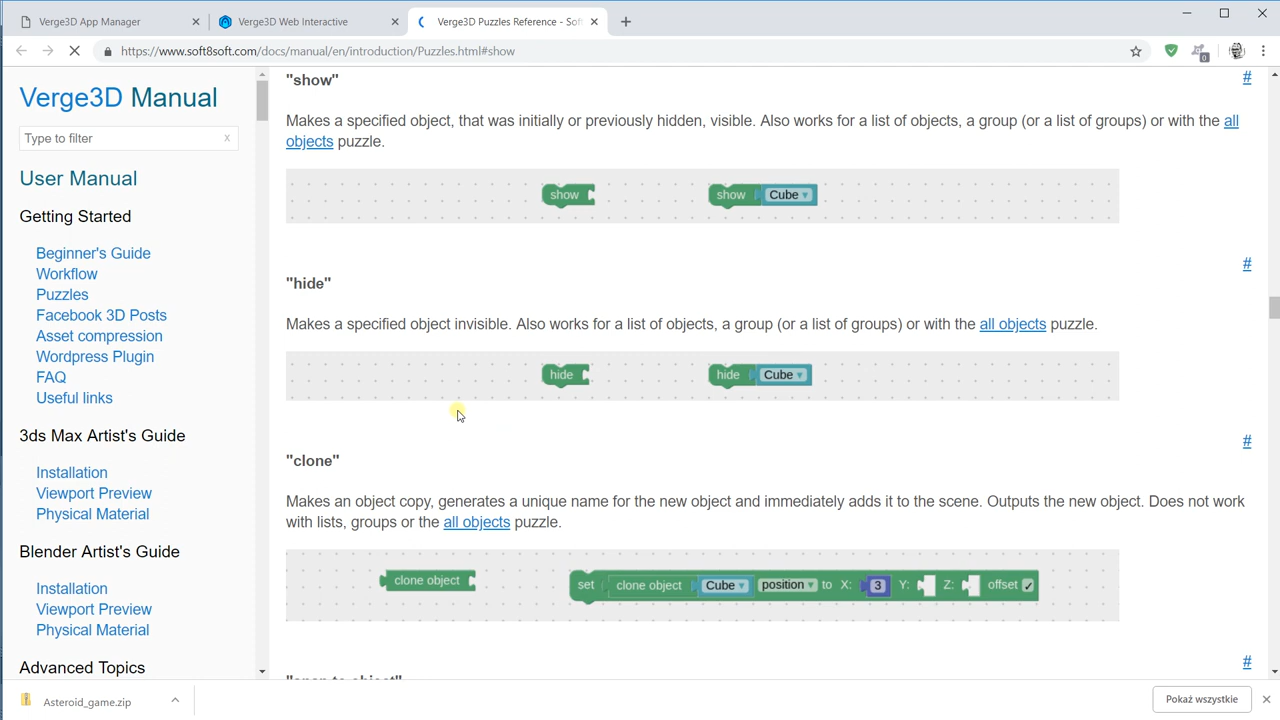 Verge3D App Manager
Verge3D Web Interactive
Verge3D Puzzles Reference - Soft
https://www.soft8soft.com/docs/manual/en/introduction/Puzzles.html#show
0
Verge3D Manual
Type to filter
x
User Manual
Getting Started
Beginner's Guide
Workflow
Puzzles
Facebook 3D Posts
Asset compression
Wordpress Plugin
FAQ
Useful links
3ds Max Artist's Guide
Installation
Viewport Preview
Physical Material
Blender Artist's Guide
Installation
Viewport Preview
Physical Material
Advanced Topics
#
"show"
Makes a specified object, that was initially or previously hidden, visible. Also works for a list of objects, a group (or a list of groups) or with the all
objects puzzle.
show
show Cube
#
"hide"
Makes a specified object invisible. Also works for a list of objects, a group (or a list of groups) or with the all objects puzzle.
hide
hide Cube
#
"clone"
Makes an object copy, generates a unique name for the new object and immediately adds it to the scene. Outputs the new object. Does not work
with lists, groups or the all objects puzzle.
clone object
set clone object Cube position to X: 3 Y: Z: offset ✓
#
"snap to object"
Asteroid_game.zip
Pokaż wszystkie